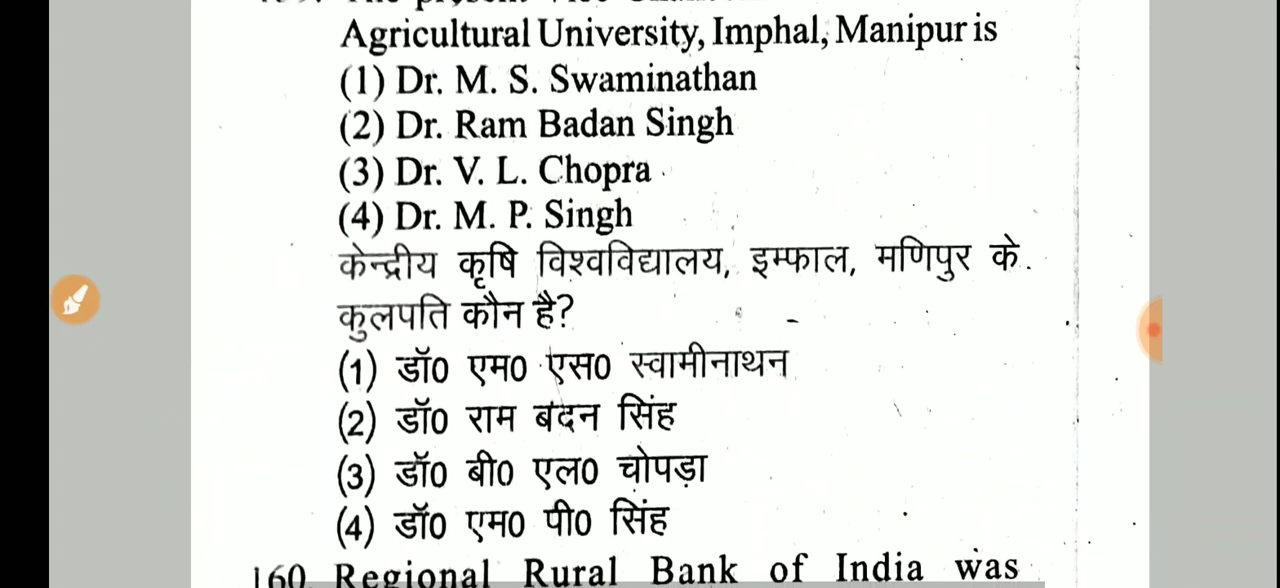 Agricultural University, Imphal, Manipur is
(1) Dr. M. S. Swaminathan
(2) Dr. Ram Badan Singh
(3) Dr. V. L. Chopra
(4) Dr. M. P. Singh
केन्द्रीय कृषि विश्वविद्यालय, इम्फाल, मणिपुर के
कुलपति कौन है?
(1) डॉ0 एम0 एस0 स्वामीनाथन
(2) डॉ0 राम बदन सिंह
(3) डॉ0 बी0 एल0 चोपड़ा
(4) डॉ0 एम0 पी0 सिंह
160. Regional Rural Bank of India was